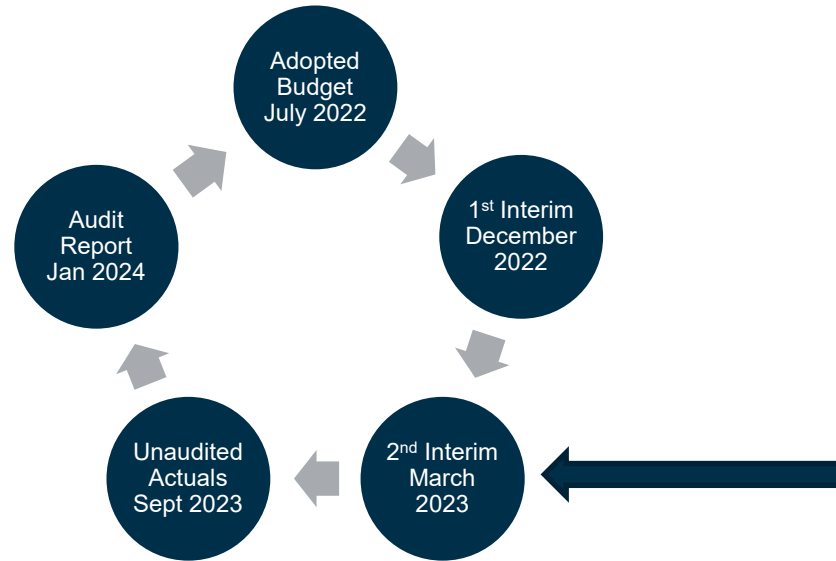 Adopted
Budget
July 2022
1st Interim
December
2022
2nd Interim
March
2023
Unaudited
Actuals
Sept 2023
Audit
Report
Jan 2024